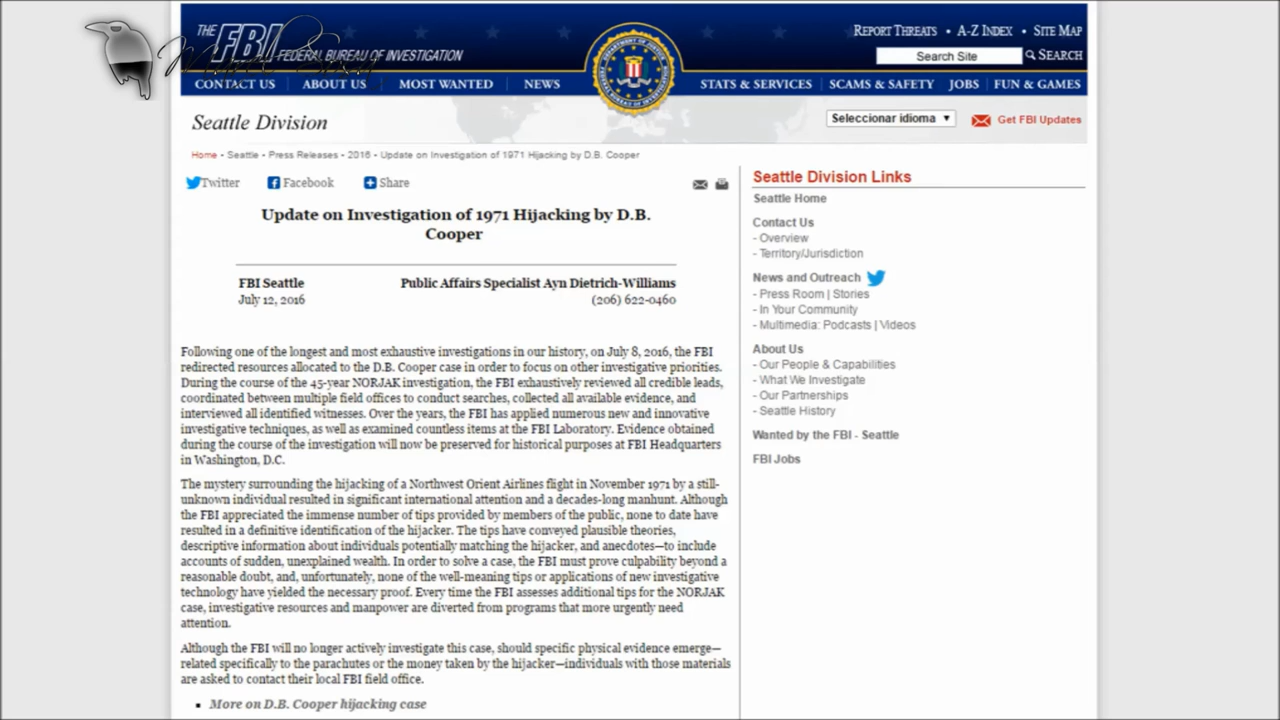 THE FBI FEDERAL BUREAU OF INVESTIGATION
REPORT THREATS • A-Z INDEX • SITE MAP
Search Site SEARCH
CONTACT US ABOUT US MOST WANTED NEWS STATS & SERVICES SCAMS & SAFETY JOBS FUN & GAMES
Seattle Division
Seleccionar idioma ▼ Get FBI Updates
Home • Seattle • Press Releases • 2016 • Update on Investigation of 1971 Hijacking by D.B. Cooper
Twitter Facebook Share
Update on Investigation of 1971 Hijacking by D.B.
Cooper
FBI Seattle Public Affairs Specialist Ayn Dietrich-Williams
July 12, 2016 (206) 622-0460
Following one of the longest and most exhaustive investigations in our history, on July 8, 2016, the FBI
redirected resources allocated to the D.B. Cooper case in order to focus on other investigative priorities.
During the course of the 45-year NORJAK investigation, the FBI exhaustively reviewed all credible leads,
coordinated between multiple field offices to conduct searches, collected all available evidence, and
interviewed all identified witnesses. Over the years, the FBI has applied numerous new and innovative
investigative techniques, as well as examined countless items at the FBI Laboratory. Evidence obtained
during the course of the investigation will now be preserved for historical purposes at FBI Headquarters
in Washington, D.C.
The mystery surrounding the hijacking of a Northwest Orient Airlines flight in November 1971 by a still-
unknown individual resulted in significant international attention and a decades-long manhunt. Although
the FBI appreciated the immense number of tips provided by members of the public, none to date have
resulted in a definitive identification of the hijacker. The tips have conveyed plausible theories,
descriptive information about individuals potentially matching the hijacker, and anecdotes—to include
accounts of sudden, unexplained wealth. In order to solve a case, the FBI must prove culpability beyond a
reasonable doubt, and, unfortunately, none of the well-meaning tips or applications of new investigative
technology have yielded the necessary proof. Every time the FBI assesses additional tips for the NORJAK
case, investigative resources and manpower are diverted from programs that more urgently need
attention.
Although the FBI will no longer actively investigate this case, should specific physical evidence emerge—
related specifically to the parachutes or the money taken by the hijacker—individuals with those materials
are asked to contact their local FBI field office.
▪ More on D.B. Cooper hijacking case
Seattle Division Links
Seattle Home
Contact Us
- Overview
- Territory/Jurisdiction
News and Outreach
- Press Room | Stories
- In Your Community
- Multimedia: Podcasts | Videos
About Us
- Our People & Capabilities
- What We Investigate
- Our Partnerships
- Seattle History
Wanted by the FBI - Seattle
FBI Jobs